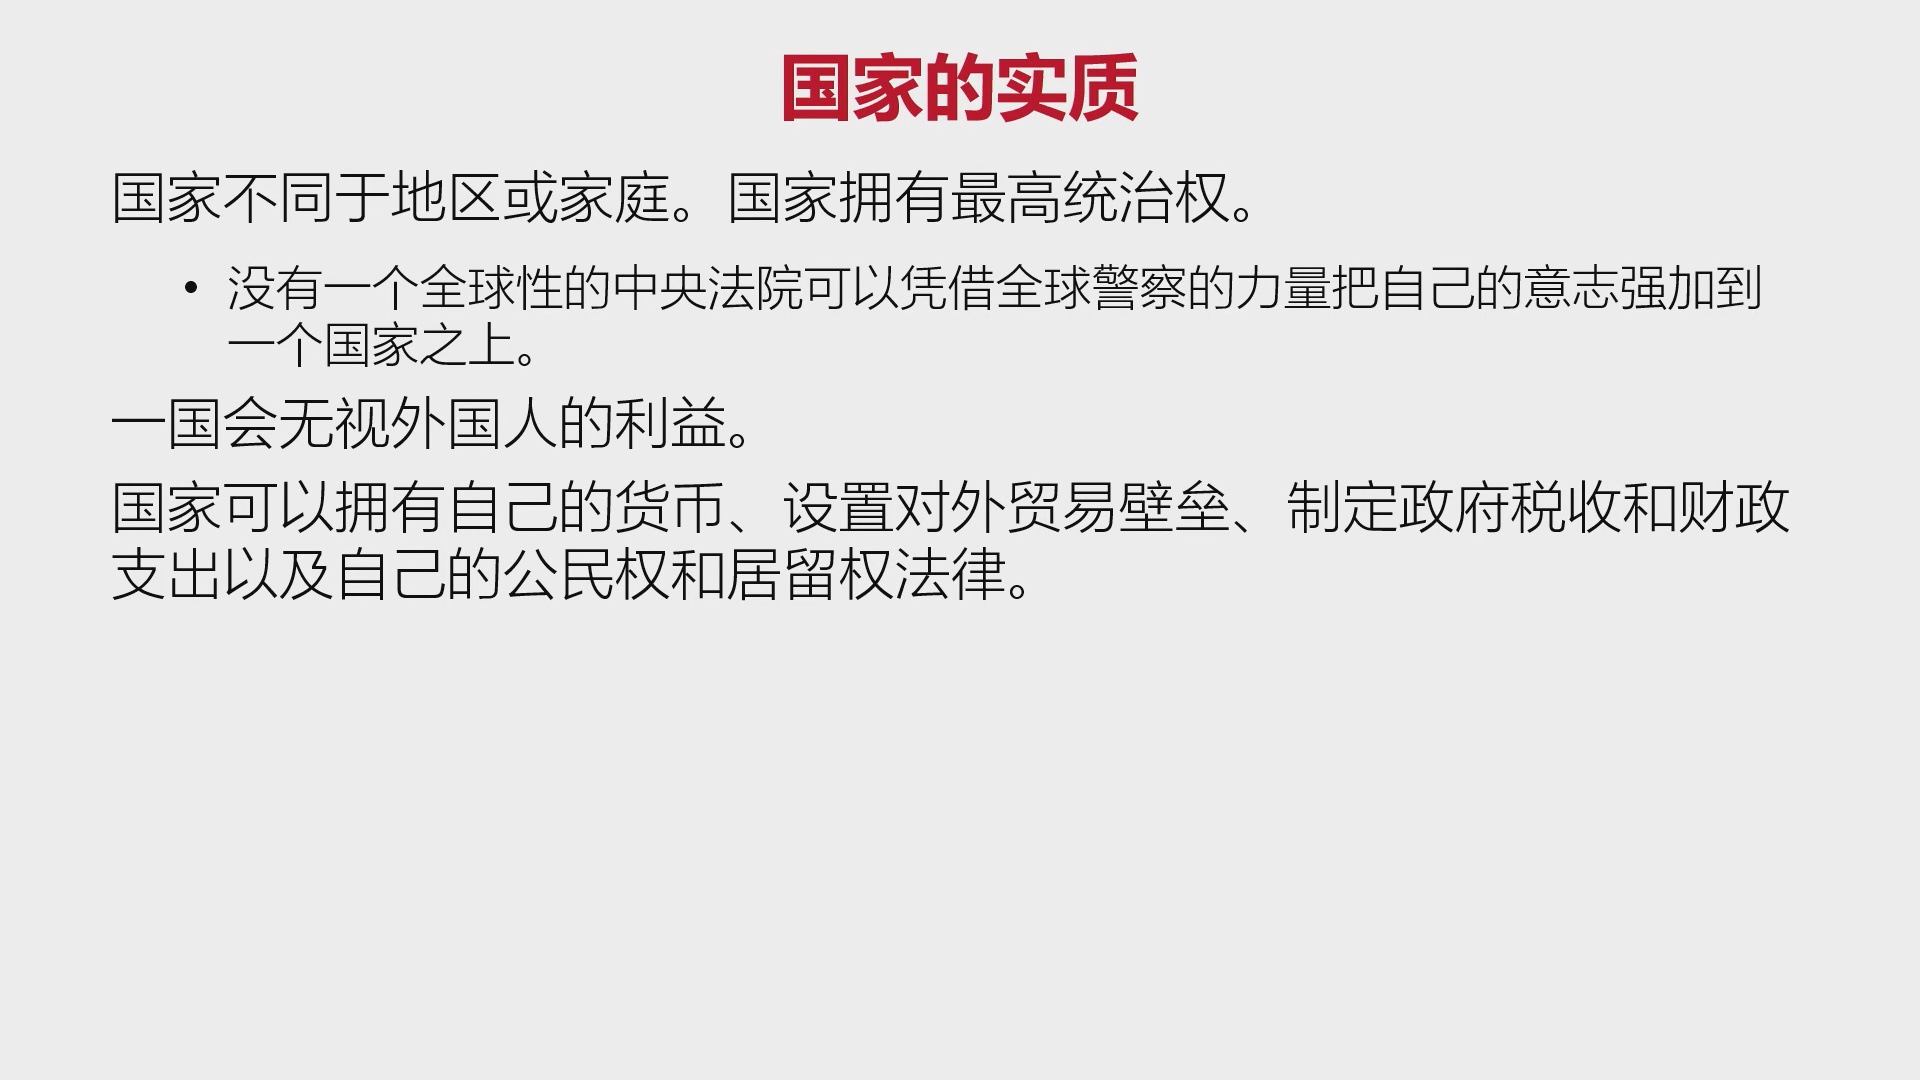 国家的实质
国家不同于地区或家庭。国家拥有最高统治权。
• 没有一个全球性的中央法院可以凭借全球警察的力量把自己的意志强加到
一个国家之上。
一国会无视外国人的利益。
国家可以拥有自己的货币、设置对外贸易壁垒、制定政府税收和财政
支出以及自己的公民权和居留权法律。